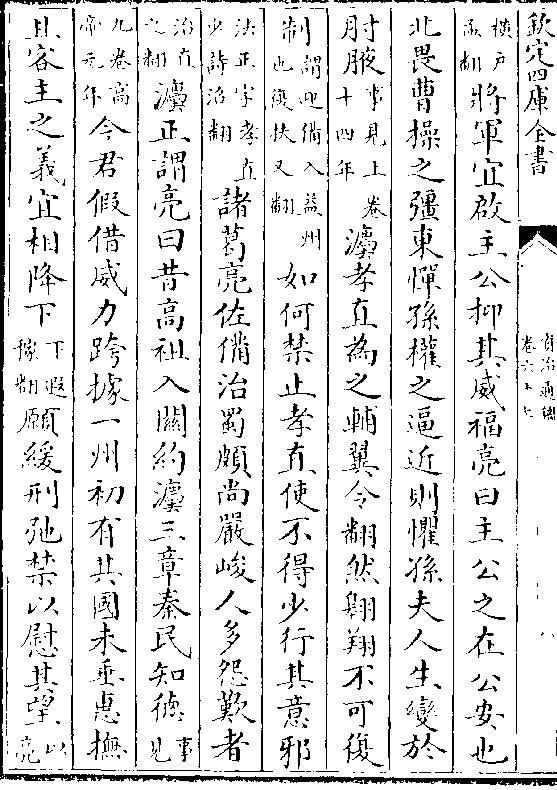 欽定四庫全書
資治通鑑
卷六十七
八
橫户
孟翻
將軍宜啟主公抑其威福亮曰主公之在公安也
北畏曹操之彊東憚孫權之逼近則懼孫夫人生變於
肘腋
事見上卷
十四年
灋孝直為之輔翼令翻然翺翔不可復
制謂迎備入益州
也復扶又翻
如何禁止孝直使不得少行其意邪
法正字孝直
少詩沼翻
諸葛亮佐備治蜀頗尚嚴峻人多怨歎者
治直
之翻
灋正謂亮曰昔高祖入關約灋三章秦民知德
事見
九卷高
帝元年
今君假借威力跨據一州初有其國未垂惠撫
且客主之義宜相降下
下遐
稼翻
願緩刑弛禁以慰其望
以
亮